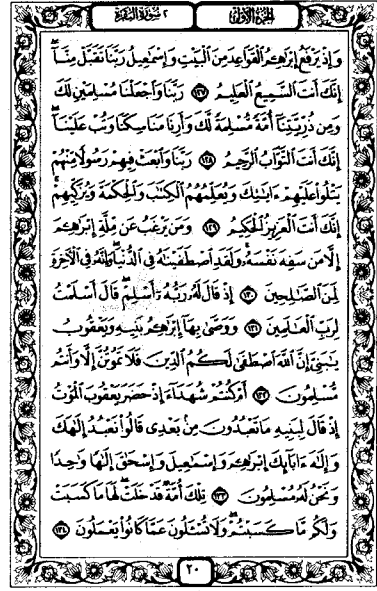 الجزء الأول
٢ سورة البقرة
وَإِذْ يَرْفَعُ إِبْرَٰهِـۧمُ ٱلْقَوَاعِدَ مِنَ ٱلْبَيْتِ وَإِسْمَٰعِيلُ رَبَّنَا تَقَبَّلْ مِنَّآ ۖ
إِنَّكَ أَنتَ ٱلسَّمِيعُ ٱلْعَلِيمُ ١٢٧ رَبَّنَا وَٱجْعَلْنَا مُسْلِمَيْنِ لَكَ
وَمِن ذُرِّيَّتِنَآ أُمَّةً مُّسْلِمَةً لَّكَ وَأَرِنَا مَنَاسِكَنَا وَتُبْ عَلَيْنَآ ۖ
إِنَّكَ أَنتَ ٱلتَّوَّابُ ٱلرَّحِيمُ ١٢٨ رَبَّنَا وَٱبْعَثْ فِيهِمْ رَسُولًا مِّنْهُمْ
يَتْلُوا۟ عَلَيْهِمْ ءَايَٰتِكَ وَيُعَلِّمُهُمُ ٱلْكِتَٰبَ وَٱلْحِكْمَةَ وَيُزَكِّيهِمْ ۚ
إِنَّكَ أَنتَ ٱلْعَزِيزُ ٱلْحَكِيمُ ١٢٩ وَمَن يَرْغَبُ عَن مِّلَّةِ إِبْرَٰهِـۧمَ
إِلَّا مَن سَفِهَ نَفْسَهُۥ ۚ وَلَقَدِ ٱصْطَفَيْنَٰهُ فِى ٱلدُّنْيَا ۖ وَإِنَّهُۥ فِى ٱلْءَاخِرَةِ
لَمِنَ ٱلصَّٰلِحِينَ ١٣٠ إِذْ قَالَ لَهُۥ رَبُّهُۥٓ أَسْلِمْ ۖ قَالَ أَسْلَمْتُ
لِرَبِّ ٱلْعَٰلَمِينَ ١٣١ وَوَصَّىٰ بِهَآ إِبْرَٰهِـۧمُ بَنِيهِ وَيَعْقُوبُ
يَٰبَنِىَّ إِنَّ ٱللَّهَ ٱصْطَفَىٰ لَكُمُ ٱلدِّينَ فَلَا تَمُوتُنَّ إِلَّا وَأَنتُم
مُّسْلِمُونَ ١٣٢ أَمْ كُنتُمْ شُهَدَآءَ إِذْ حَضَرَ يَعْقُوبَ ٱلْمَوْتُ
إِذْ قَالَ لِبَنِيهِ مَا تَعْبُدُونَ مِنۢ بَعْدِى قَالُوا۟ نَعْبُدُ إِلَٰهَكَ
وَإِلَٰهَ ءَابَآئِكَ إِبْرَٰهِـۧمَ وَإِسْمَٰعِيلَ وَإِسْحَٰقَ إِلَٰهًا وَٰحِدًا
وَنَحْنُ لَهُۥ مُسْلِمُونَ ١٣٣ تِلْكَ أُمَّةٌ قَدْ خَلَتْ ۖ لَهَا مَا كَسَبَتْ
وَلَكُم مَّا كَسَبْتُمْ ۖ وَلَا تُسْـَٔلُونَ عَمَّا كَانُوا۟ يَعْمَلُونَ ١٣٤
٢٠